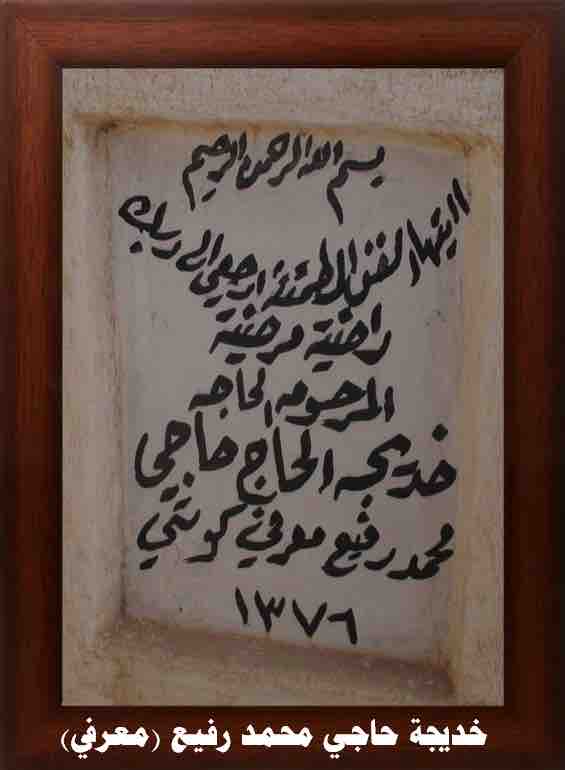 بسم الله الرحمن الرحيم
ايتها النفس المطمئنة ارجعي الى ربك
راضية مرضية
المرحومه الحاجه
خديجه الحاج حاجي
محمد رفيع معرفي كويتي
١٣٧٦
خديجة حاجي محمد رفيع (معرفي)